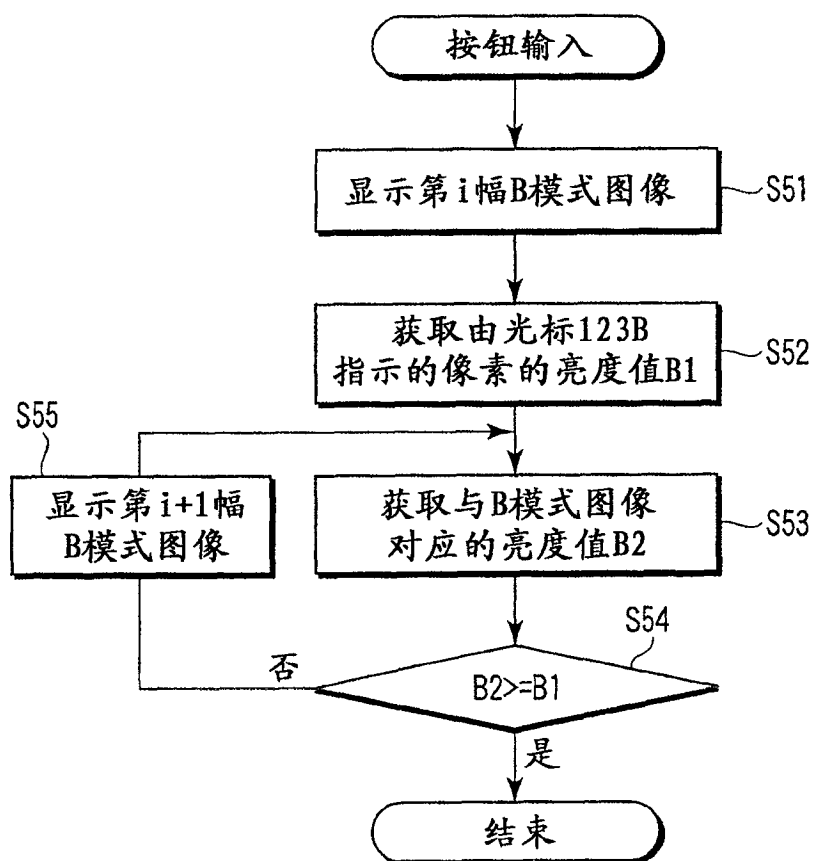 按钮输入
显示第i幅B模式图像
S51
获取由光标123B
指示的像素的亮度值B1
S52
S55
显示第i+1幅
B模式图像
获取与B模式图像
对应的亮度值B2
S53
S54
否
B2>=B1
是
结束